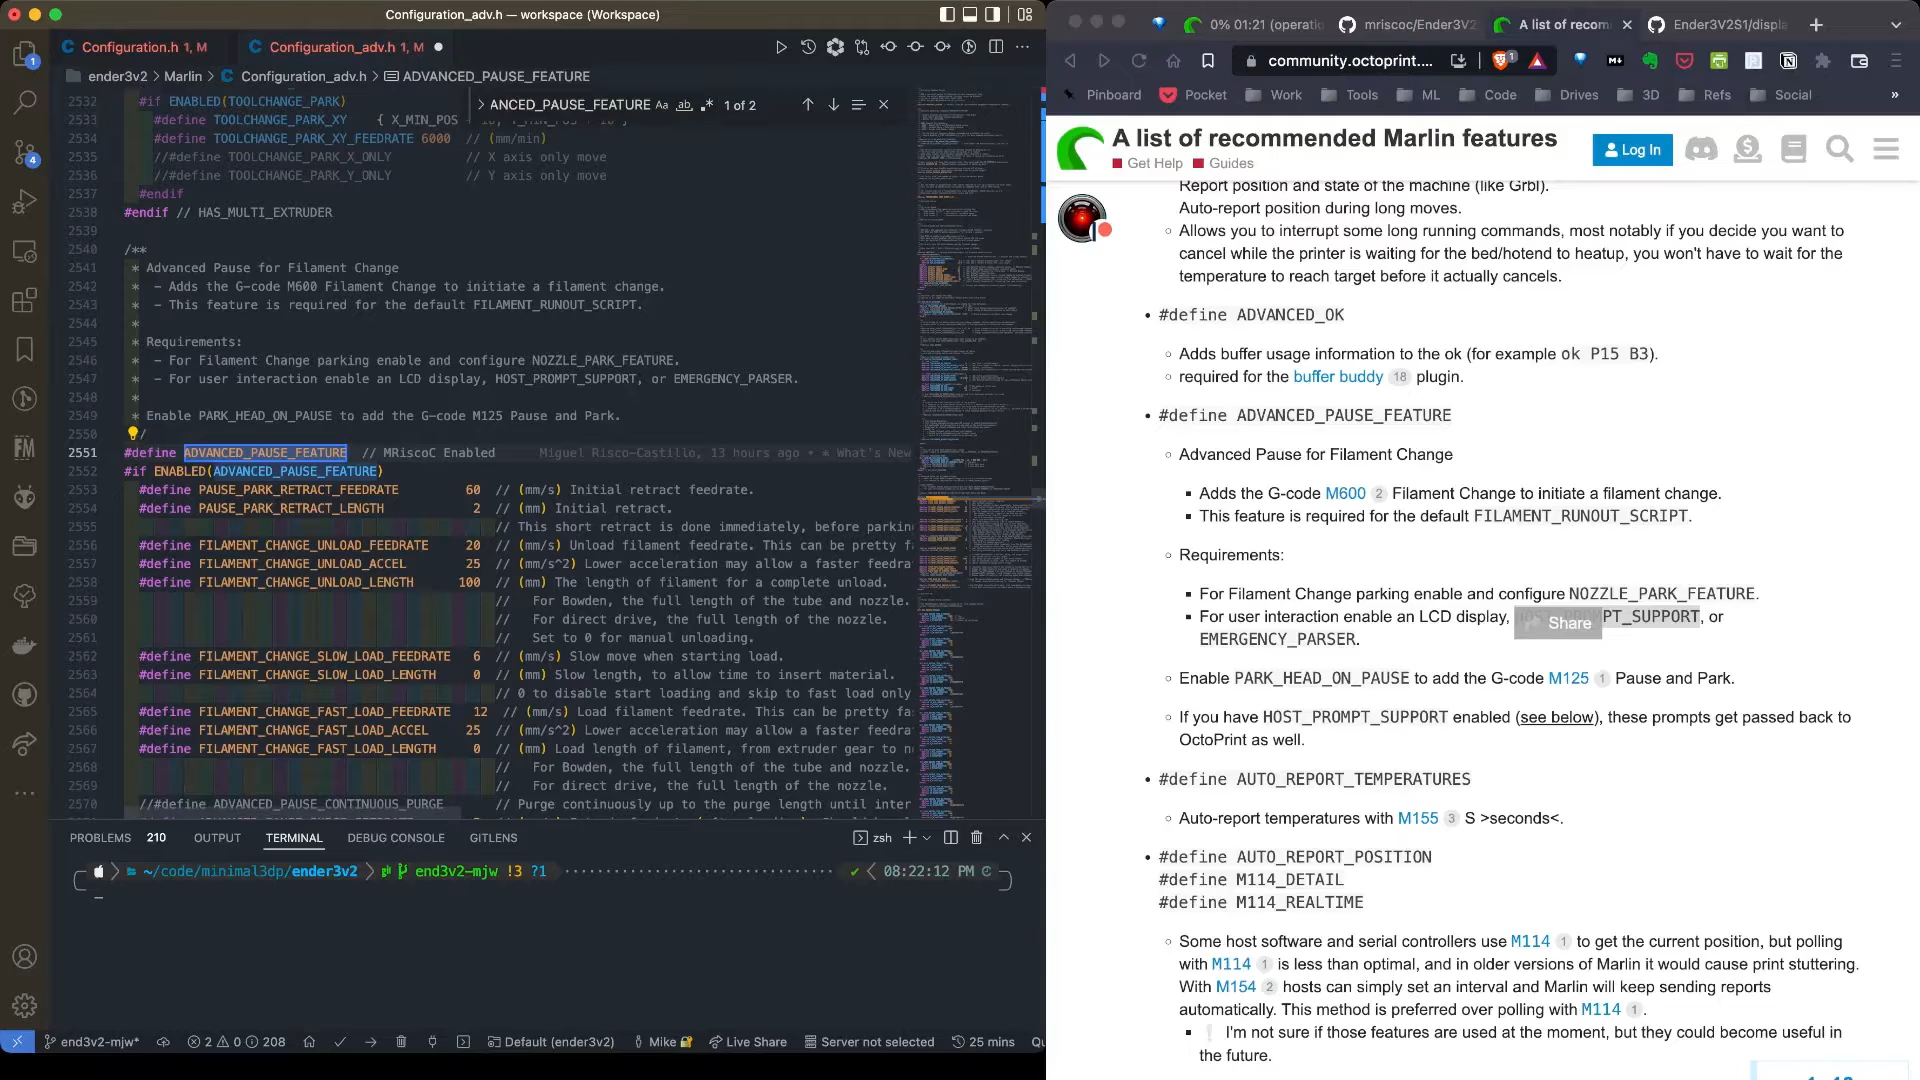 Configuration_adv.h — workspace (Workspace)
Configuration.h 1, M
Configuration_adv.h 1, M
ender3v2 > Marlin > Configuration_adv.h > ADVANCED_PAUSE_FEATURE
ANCED_PAUSE_FEATURE Aa ab 1 of 2
2532 #if ENABLED(TOOLCHANGE_PARK)
2533 #define TOOLCHANGE_PARK_XY { X_MIN_POS
2534 #define TOOLCHANGE_PARK_XY_FEEDRATE 6000 // (mm/min)
2535 //#define TOOLCHANGE_PARK_X_ONLY // X axis only move
2536 //#define TOOLCHANGE_PARK_Y_ONLY // Y axis only move
2537 #endif
2538 #endif // HAS_MULTI_EXTRUDER
2539
2540 /**
2541 * Advanced Pause for Filament Change
2542 * - Adds the G-code M600 Filament Change to initiate a filament change.
2543 * - This feature is required for the default FILAMENT_RUNOUT_SCRIPT.
2544 *
2545 * Requirements:
2546 * - For Filament Change parking enable and configure NOZZLE_PARK_FEATURE.
2547 * - For user interaction enable an LCD display, HOST_PROMPT_SUPPORT, or EMERGENCY_PARSER.
2548 *
2549 * Enable PARK_HEAD_ON_PAUSE to add the G-code M125 Pause and Park.
2550 /
2551 #define ADVANCED_PAUSE_FEATURE // MRiscoC Enabled Miguel Risco-Castillo, 13 hours ago • * What's New
2552 #if ENABLED(ADVANCED_PAUSE_FEATURE)
2553 #define PAUSE_PARK_RETRACT_FEEDRATE 60 // (mm/s) Initial retract feedrate.
2554 #define PAUSE_PARK_RETRACT_LENGTH 2 // (mm) Initial retract.
2555 // This short retract is done immediately, before parkin
2556 #define FILAMENT_CHANGE_UNLOAD_FEEDRATE 20 // (mm/s) Unload filament feedrate. This can be pretty fa
2557 #define FILAMENT_CHANGE_UNLOAD_ACCEL 25 // (mm/s^2) Lower acceleration may allow a faster feedra
2558 #define FILAMENT_CHANGE_UNLOAD_LENGTH 100 // (mm) The length of filament for a complete unload.
2559 // For Bowden, the full length of the tube and nozzle.
2560 // For direct drive, the full length of the nozzle.
2561 // Set to 0 for manual unloading.
2562 #define FILAMENT_CHANGE_SLOW_LOAD_FEEDRATE 6 // (mm/s) Slow move when starting load.
2563 #define FILAMENT_CHANGE_SLOW_LOAD_LENGTH 0 // (mm) Slow length, to allow time to insert material.
2564 // 0 to disable start loading and skip to fast load only
2565 #define FILAMENT_CHANGE_FAST_LOAD_FEEDRATE 12 // (mm/s) Load filament feedrate. This can be pretty fa
2566 #define FILAMENT_CHANGE_FAST_LOAD_ACCEL 25 // (mm/s^2) Lower acceleration may allow a faster feedra
2567 #define FILAMENT_CHANGE_FAST_LOAD_LENGTH 0 // (mm) Load length of filament, from extruder gear to n
2568 // For Bowden, the full length of the tube and nozzle.
2569 // For direct drive, the full length of the nozzle.
2570 //#define ADVANCED_PAUSE_CONTINUOUS_PURGE // Purge continuously up to the purge length until inter
PROBLEMS 210 OUTPUT TERMINAL DEBUG CONSOLE GITLENS zsh
~/code/minimal3dp/ender3v2 end3v2-mjw !3 ?1 08:22:12 PM
end3v2-mjw* 2 0 208 Default (ender3v2) Mike Live Share Server not selected 25 mins Qu
0% 01:21 (operati
mriscoc/Ender3V2
A list of recom
Ender3V2S1/displa
community.octoprint....
Pinboard Pocket Work Tools ML Code Drives 3D Refs Social »
A list of recommended Marlin features
Get Help Guides
Log In
Report position and state of the machine (like Grbl).
Auto-report position during long moves.
Allows you to interrupt some long running commands, most notably if you decide you want to
cancel while the printer is waiting for the bed/hotend to heatup, you won't have to wait for the
temperature to reach target before it actually cancels.
#define ADVANCED_OK
Adds buffer usage information to the ok (for example ok P15 B3).
required for the buffer buddy 18 plugin.
#define ADVANCED_PAUSE_FEATURE
Advanced Pause for Filament Change
Adds the G-code M600 2 Filament Change to initiate a filament change.
This feature is required for the default FILAMENT_RUNOUT_SCRIPT.
Requirements:
For Filament Change parking enable and configure NOZZLE_PARK_FEATURE.
For user interaction enable an LCD display, PT_SUPPORT, or
Share
EMERGENCY_PARSER.
Enable PARK_HEAD_ON_PAUSE to add the G-code M125 1 Pause and Park.
If you have HOST_PROMPT_SUPPORT enabled (see below), these prompts get passed back to
OctoPrint as well.
#define AUTO_REPORT_TEMPERATURES
Auto-report temperatures with M155 3 S >seconds<.
#define AUTO_REPORT_POSITION
#define M114_DETAIL
#define M114_REALTIME
Some host software and serial controllers use M114 1 to get the current position, but polling
with M114 1 is less than optimal, and in older versions of Marlin it would cause print stuttering.
With M154 2 hosts can simply set an interval and Marlin will keep sending reports
automatically. This method is preferred over polling with M114 1.
I'm not sure if those features are used at the moment, but they could become useful in
the future.